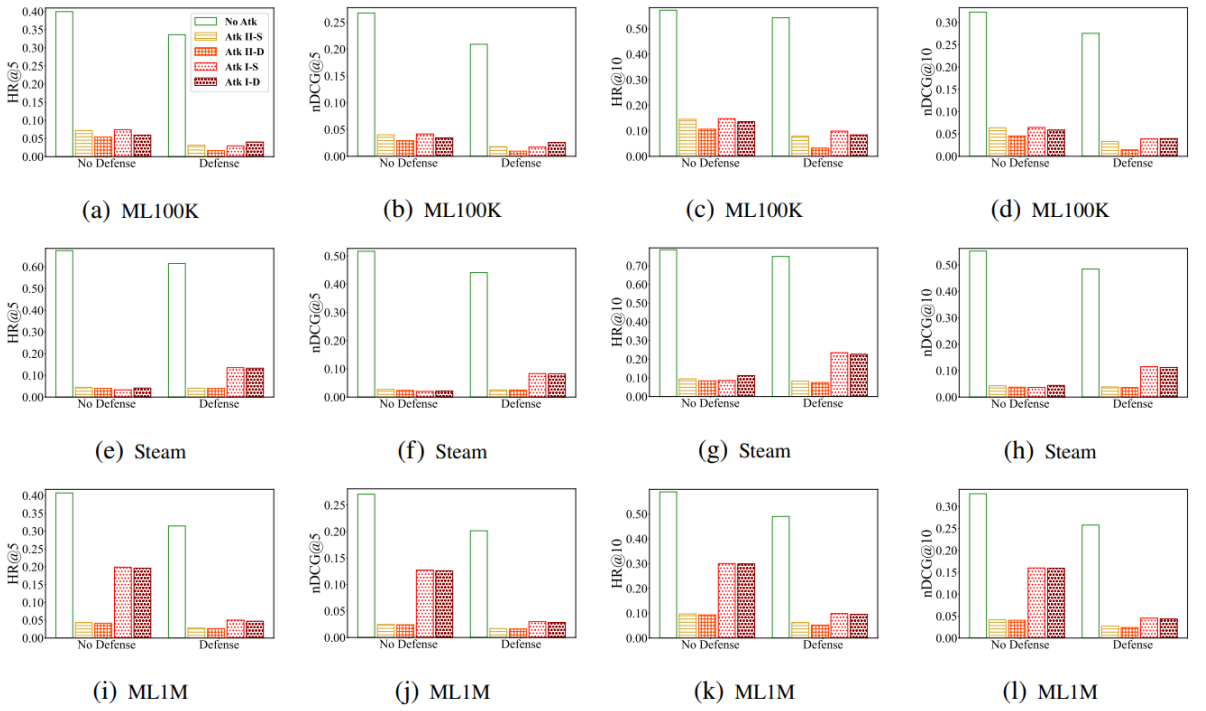 HR@5
0.40
0.35
0.30
0.25
0.20
0.15
0.10
0.05
0.00
No Defense Defense
No Atk
Atk II-S
Atk II-D
Atk I-S
Atk I-D
(a) ML100K
nDCG@5
0.25
0.20
0.15
0.10
0.05
0.00
No Defense Defense
(b) ML100K
HR@10
0.50
0.40
0.30
0.20
0.10
0.00
No Defense Defense
(c) ML100K
nDCG@10
0.30
0.25
0.20
0.15
0.10
0.05
0.00
No Defense Defense
(d) ML100K
HR@5
0.60
0.50
0.40
0.30
0.20
0.10
0.00
No Defense Defense
(e) Steam
nDCG@5
0.50
0.40
0.30
0.20
0.10
0.00
No Defense Defense
(f) Steam
HR@10
0.70
0.60
0.50
0.40
0.30
0.20
0.10
0.00
No Defense Defense
(g) Steam
nDCG@10
0.50
0.40
0.30
0.20
0.10
0.00
No Defense Defense
(h) Steam
HR@5
0.40
0.35
0.30
0.25
0.20
0.15
0.10
0.05
0.00
No Defense Defense
(i) ML1M
nDCG@5
0.25
0.20
0.15
0.10
0.05
0.00
No Defense Defense
(j) ML1M
HR@10
0.50
0.40
0.30
0.20
0.10
0.00
No Defense Defense
(k) ML1M
nDCG@10
0.30
0.25
0.20
0.15
0.10
0.05
0.00
No Defense Defense
(l) ML1M